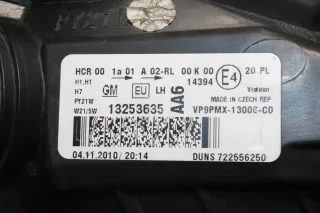 HCR 00 1a 01 A 02-RL 00 K 00 E4 20 PL
H1,H1
H7
PT21W
W21/5W
GM EU LH
14394
Visteon
MADE IN CZECH REP
13253635 AA6
VP9PMX-13006-CD
04.11.2010/ 20:14
DUNS 722556250